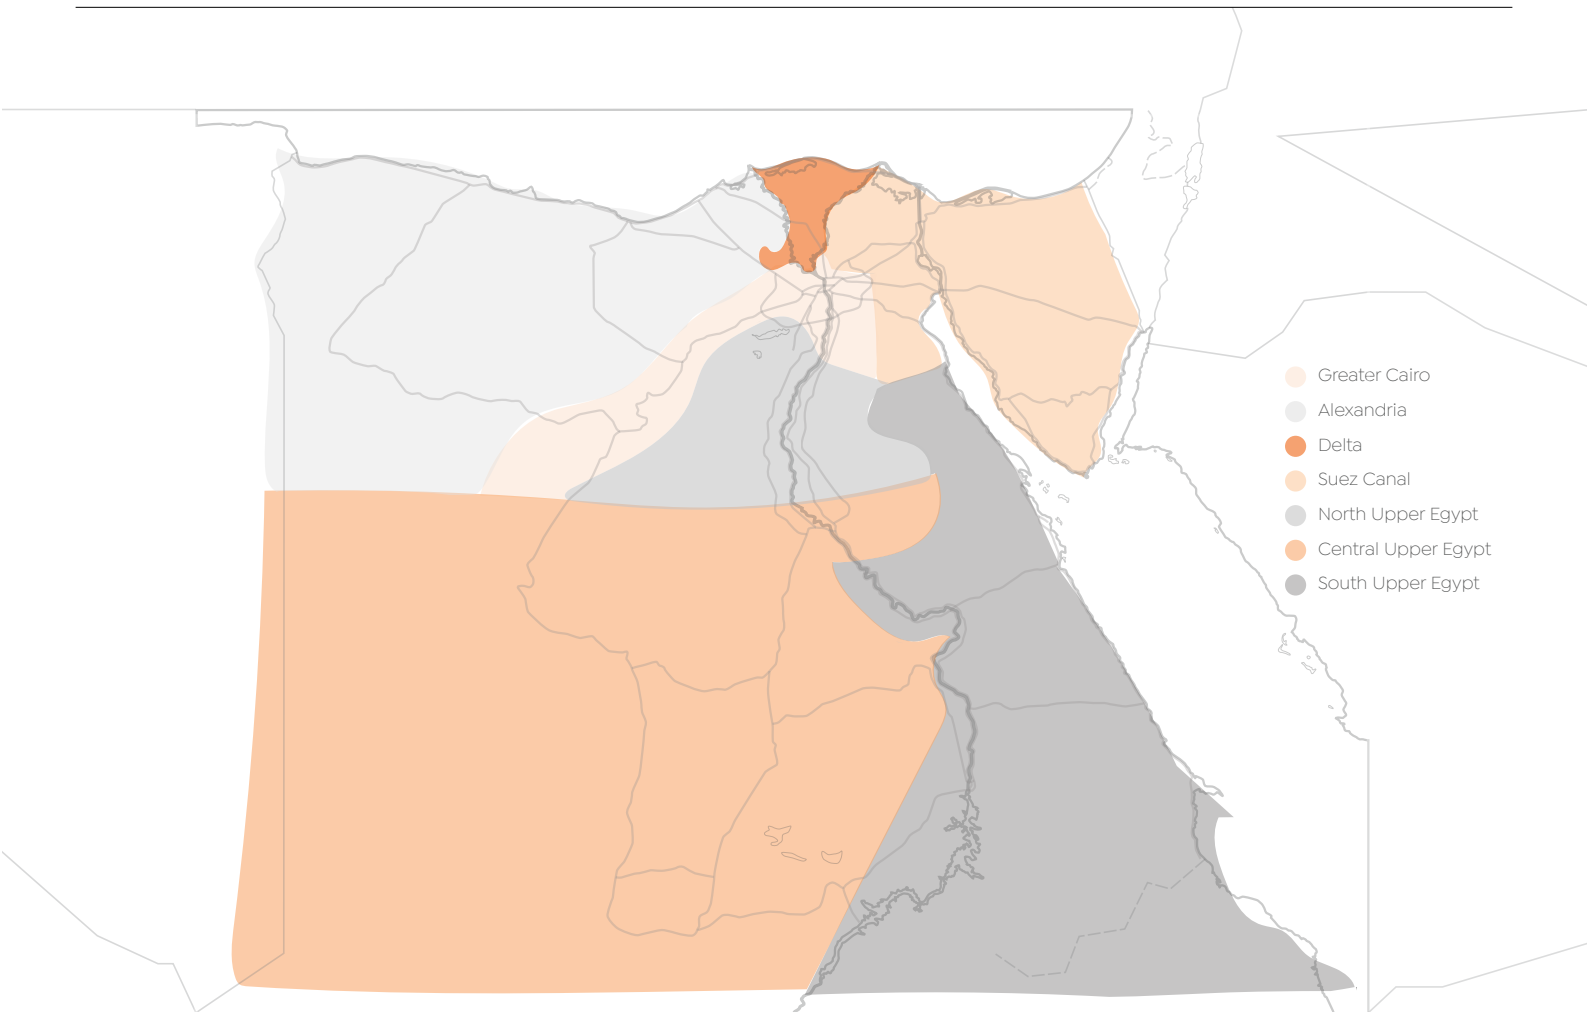 Greater Cairo
Alexandria
Delta
Suez Canal
North Upper Egypt
Central Upper Egypt
South Upper Egypt